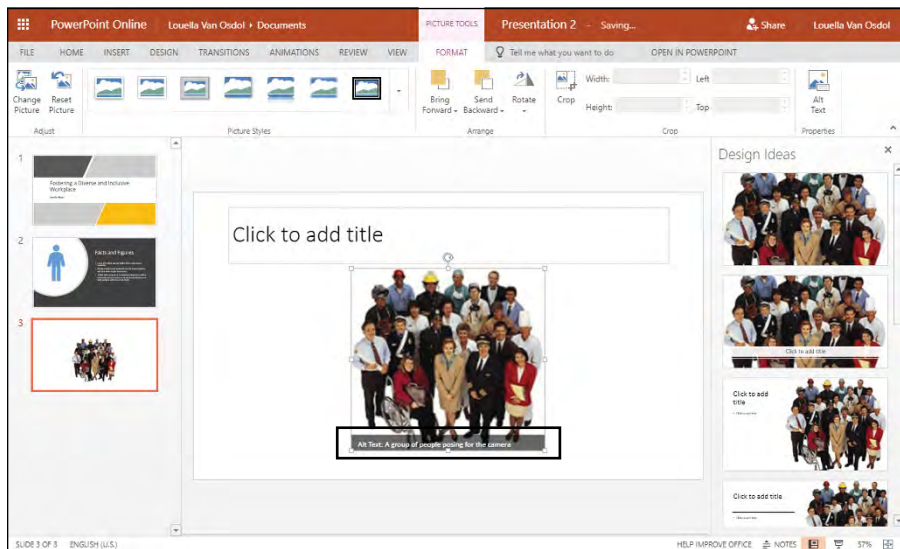 PowerPoint Online
Louella Van Osdol ▸ Documents
PICTURE TOOLS
Presentation 2 – Saving...
Share
Louella Van Osdol
FILE HOME INSERT DESIGN TRANSITIONS ANIMATIONS REVIEW VIEW FORMAT Tell me what you want to do OPEN IN POWERPOINT
Change Picture
Reset Picture
Bring Forward
Send Backward
Rotate
Crop
Width:
Height:
Left
Top
Alt Text
Adjust Picture Styles Arrange Crop Properties
1
Fostering a Diverse and Inclusive
Workplace
2
Facts and Figures
3
Click to add title
Alt Text: A group of people posing for the camera
Design Ideas
Click to add title
Click to add
title
Click to add title
SLIDE 3 OF 3 ENGLISH (U.S.) HELP IMPROVE OFFICE NOTES 57%